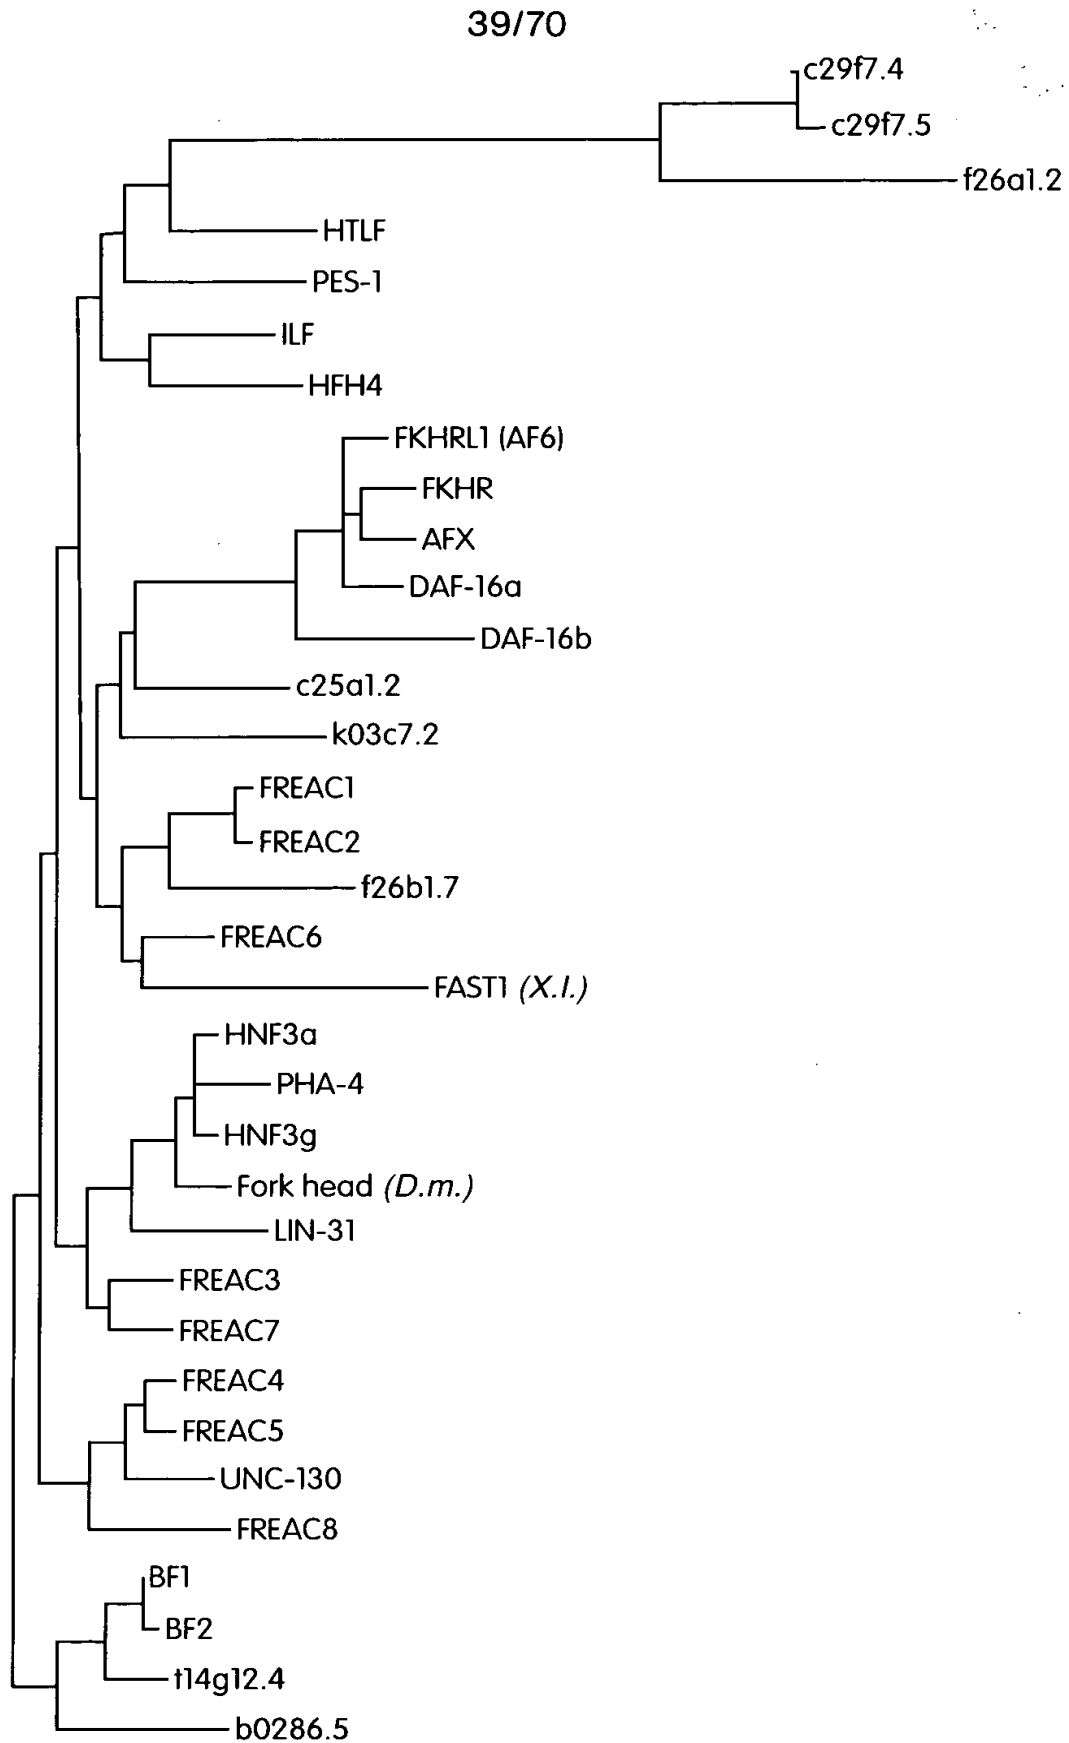 39/70
c29f7.4
c29f7.5
f26a1.2
HTLF
PES-1
ILF
HFH4
FKHRL1 (AF6)
FKHR
AFX
DAF-16a
DAF-16b
c25a1.2
k03c7.2
FREAC1
FREAC2
f26b1.7
FREAC6
FAST1 (X.l.)
HNF3a
PHA-4
HNF3g
Fork head (D.m.)
LIN-31
FREAC3
FREAC7
FREAC4
FREAC5
UNC-130
FREAC8
BF1
BF2
t14g12.4
b0286.5